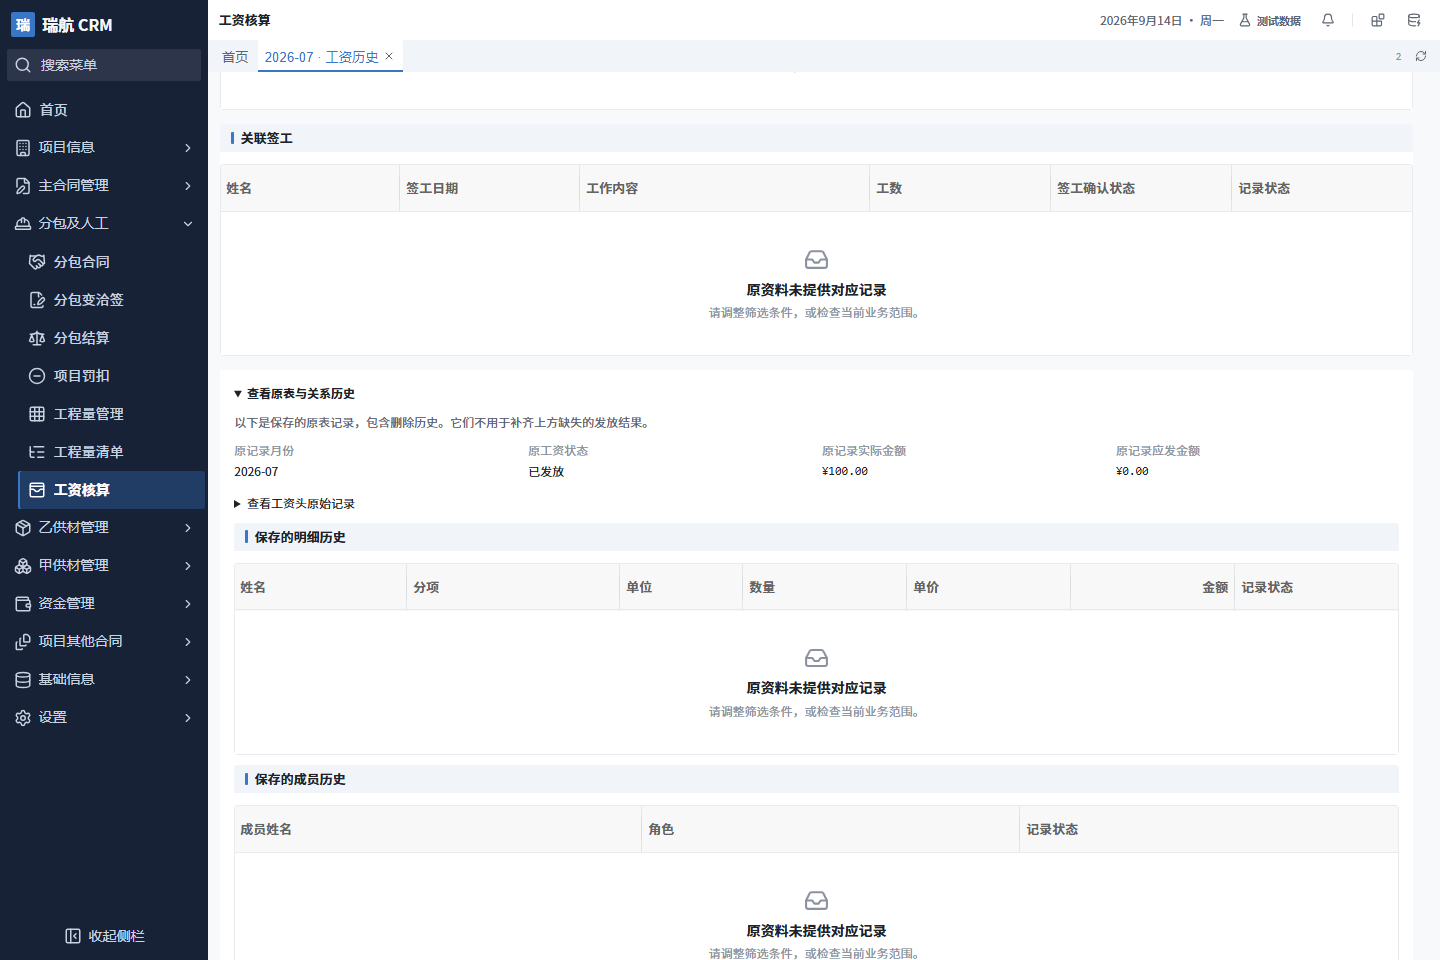 瑞 瑞航 CRM
搜索菜单
首页
项目信息
主合同管理
分包及人工
分包合同
分包变洽签
分包结算
项目罚扣
工程量管理
工程量清单
工资核算
乙供材管理
甲供材管理
资金管理
项目其他合同
基础信息
设置
收起侧栏
工资核算
2026年9月14日 • 周一 测试数据
首页 2026-07 · 工资历史
2
关联签工
姓名 签工日期 工作内容 工数 签工确认状态 记录状态
原资料未提供对应记录
请调整筛选条件，或检查当前业务范围。
查看原表与关系历史
以下是保存的原表记录，包含删除历史。它们不用于补齐上方缺失的发放结果。
原记录月份 原工资状态 原记录实际金额 原记录应发金额
2026-07 已发放 ¥100.00 ¥0.00
查看工资头原始记录
保存的明细历史
姓名 分项 单位 数量 单价 金额 记录状态
原资料未提供对应记录
请调整筛选条件，或检查当前业务范围。
保存的成员历史
成员姓名 角色 记录状态
原资料未提供对应记录
请调整筛选条件，或检查当前业务范围。